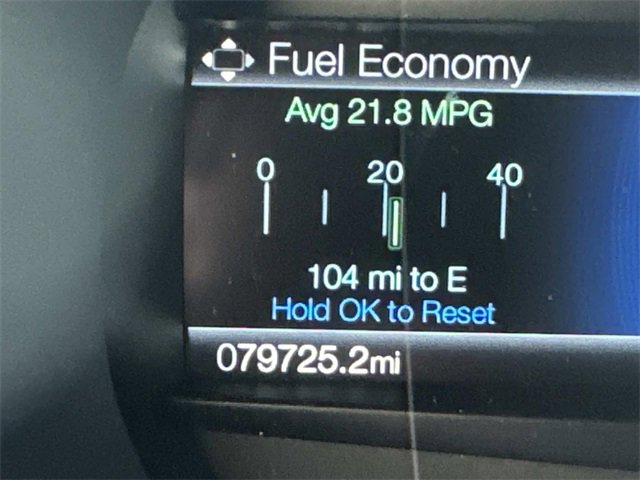 Fuel Economy
Avg 21.8 MPG
0 20 40
104 mi to E
Hold OK to Reset
079725.2mi